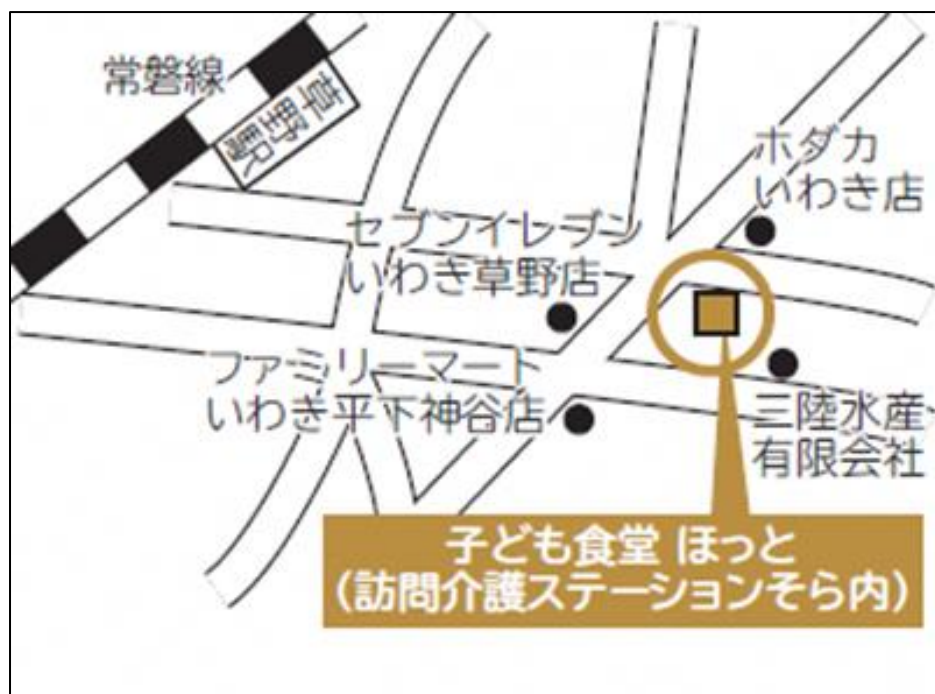 常磐線
草野駅
ホダカ
いわき店
セブンイレブン
いわき草野店
ファミリーマート
いわき平下神谷店
三陸水産
有限会社
子ども食堂 ほっと
(訪問介護ステーションそら内)